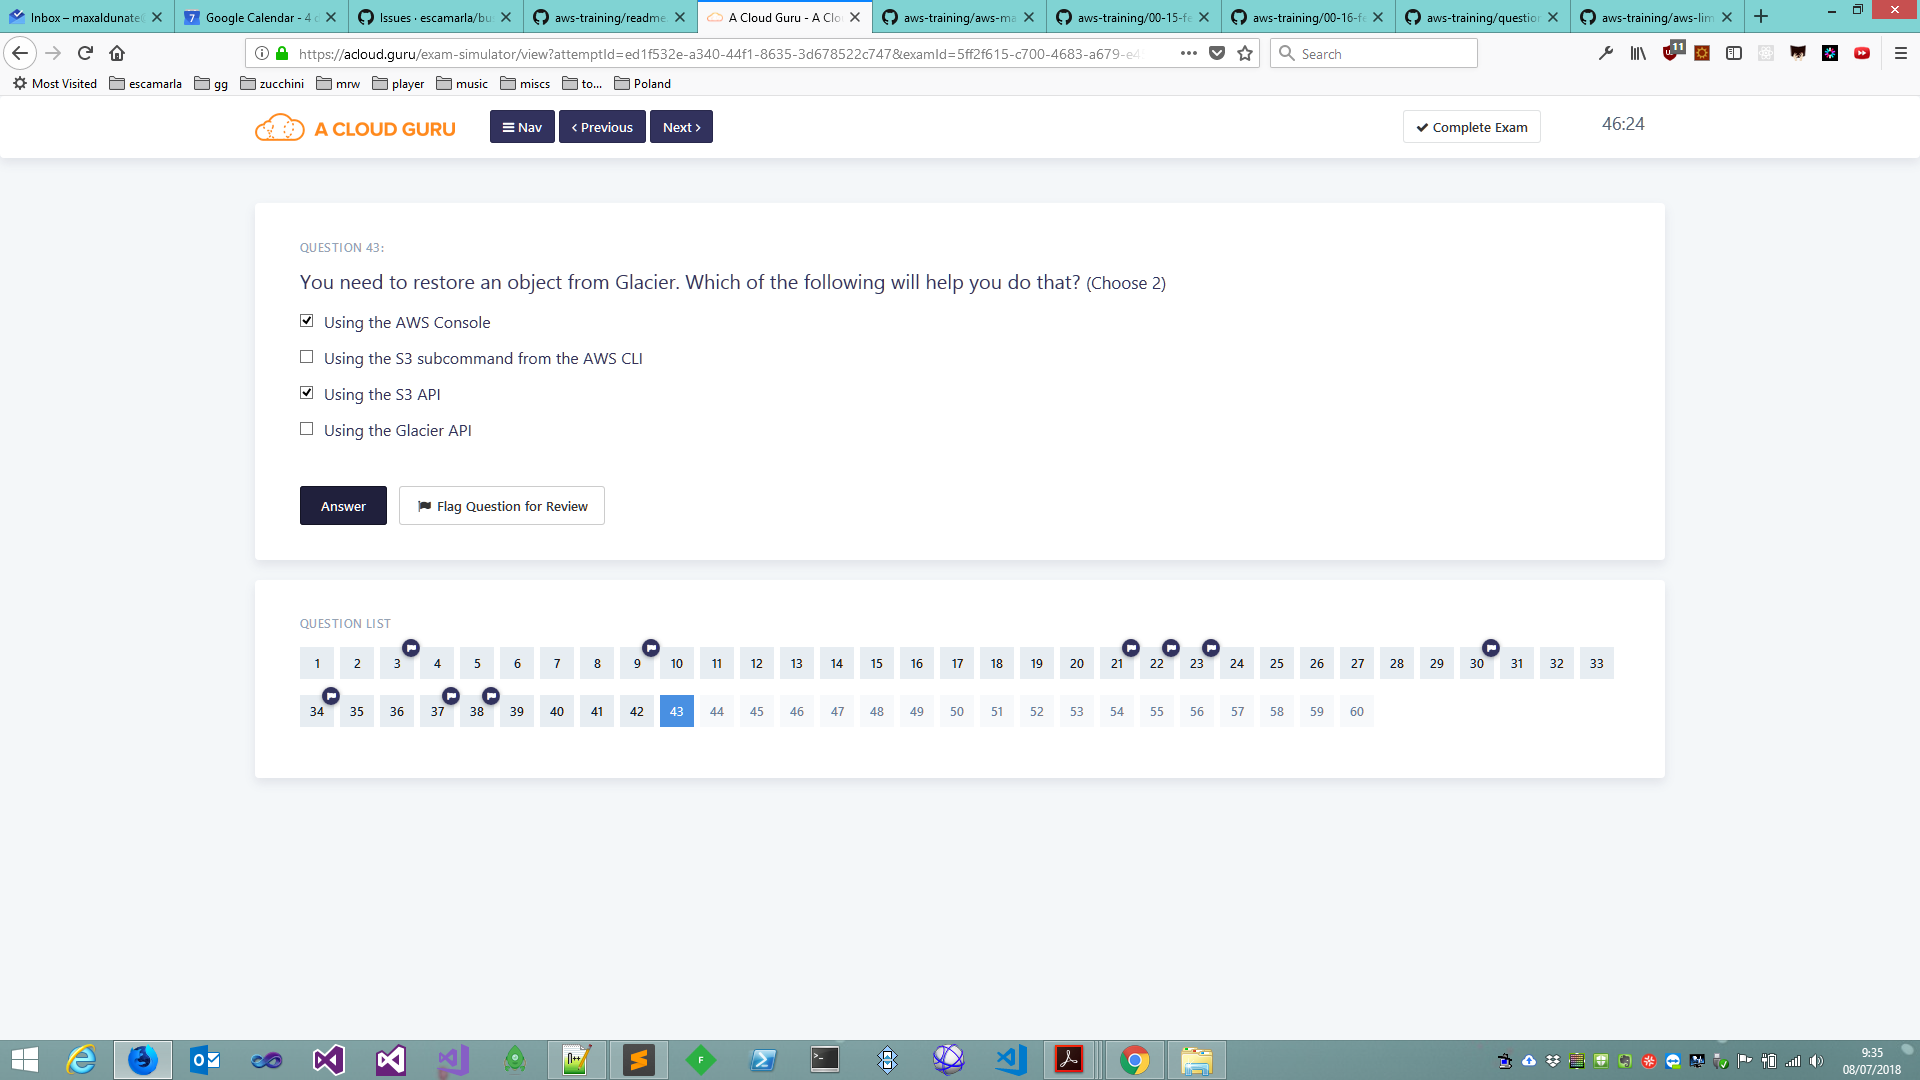 Inbox – maxaldunate
Google Calendar - 4
Issues · escamarla/bu
aws-training/readme.
A Cloud Guru - A Clo
aws-training/aws-ma
aws-training/00-15-fe
aws-training/00-16-fe
aws-training/question
aws-training/aws-lim
https://acloud.guru/exam-simulator/view?attemptId=ed1f532e-a340-44f1-8635-3d678522c747&examId=5ff2f615-c700-4683-a679-e4
Search
11
Most Visited escamarla gg zucchini mrw player music miscs to... Poland
A CLOUD GURU
Nav Previous Next
Complete Exam
46:24
QUESTION 43:
You need to restore an object from Glacier. Which of the following will help you do that? (Choose 2)
Using the AWS Console
Using the S3 subcommand from the AWS CLI
Using the S3 API
Using the Glacier API
Answer Flag Question for Review
QUESTION LIST
1 2 3 4 5 6 7 8 9 10 11 12 13 14 15 16 17 18 19 20 21 22 23 24 25 26 27 28 29 30 31 32 33
34 35 36 37 38 39 40 41 42 43 44 45 46 47 48 49 50 51 52 53 54 55 56 57 58 59 60
9:35
08/07/2018